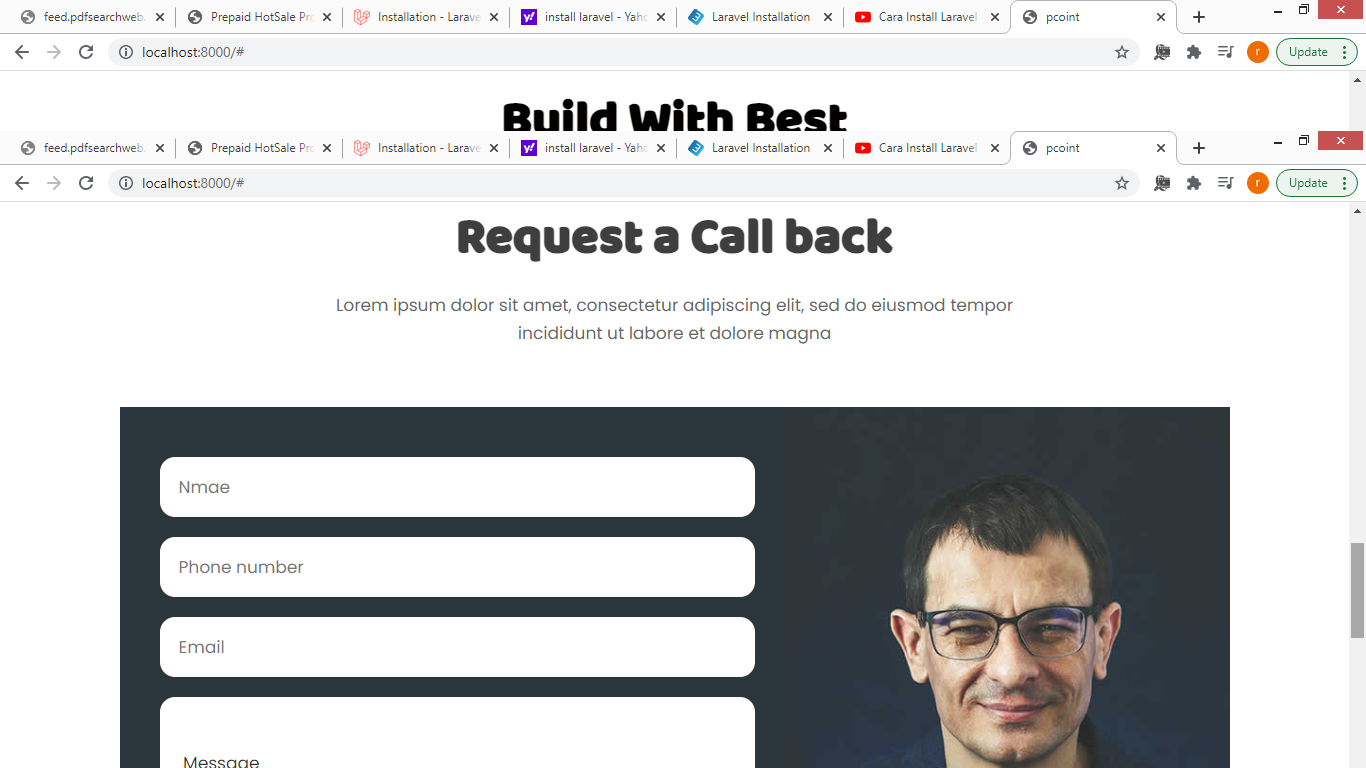 feed.pdfsearchweb.
Prepaid HotSale Pro
Installation - Larave
install laravel - Yaho
Laravel Installation
Cara Install Laravel
pcoint
localhost:8000/#
r
Update
Build With Best
feed.pdfsearchweb.
Prepaid HotSale Pro
Installation - Larave
install laravel - Yaho
Laravel Installation
Cara Install Laravel
pcoint
localhost:8000/#
r
Update
Request a Call back
Lorem ipsum dolor sit amet, consectetur adipiscing elit, sed do eiusmod tempor
incididunt ut labore et dolore magna
Nmae
Phone number
Email
Message